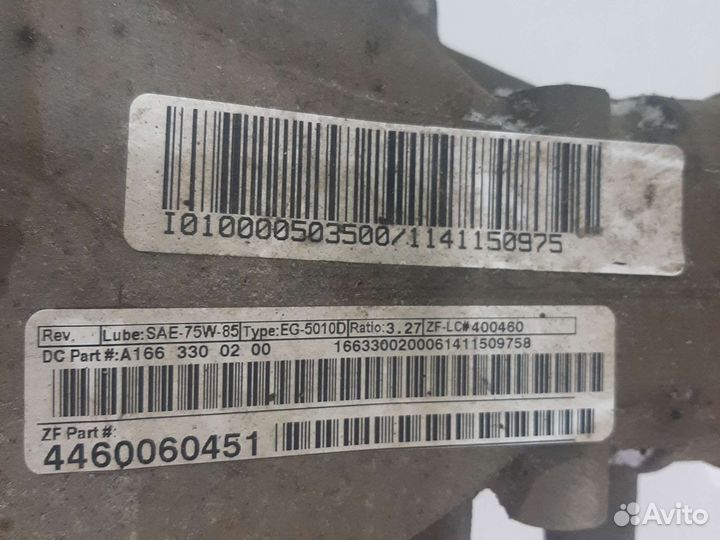 I010000503500/1141150975
Rev. Lube:SAE-75W-85 Type:EG-5010D Ratio:3.27 ZF-LC#400460
DC Part#:A166 330 02 00 1663300200061411509758
ZF Part#:
4460060451
Avito